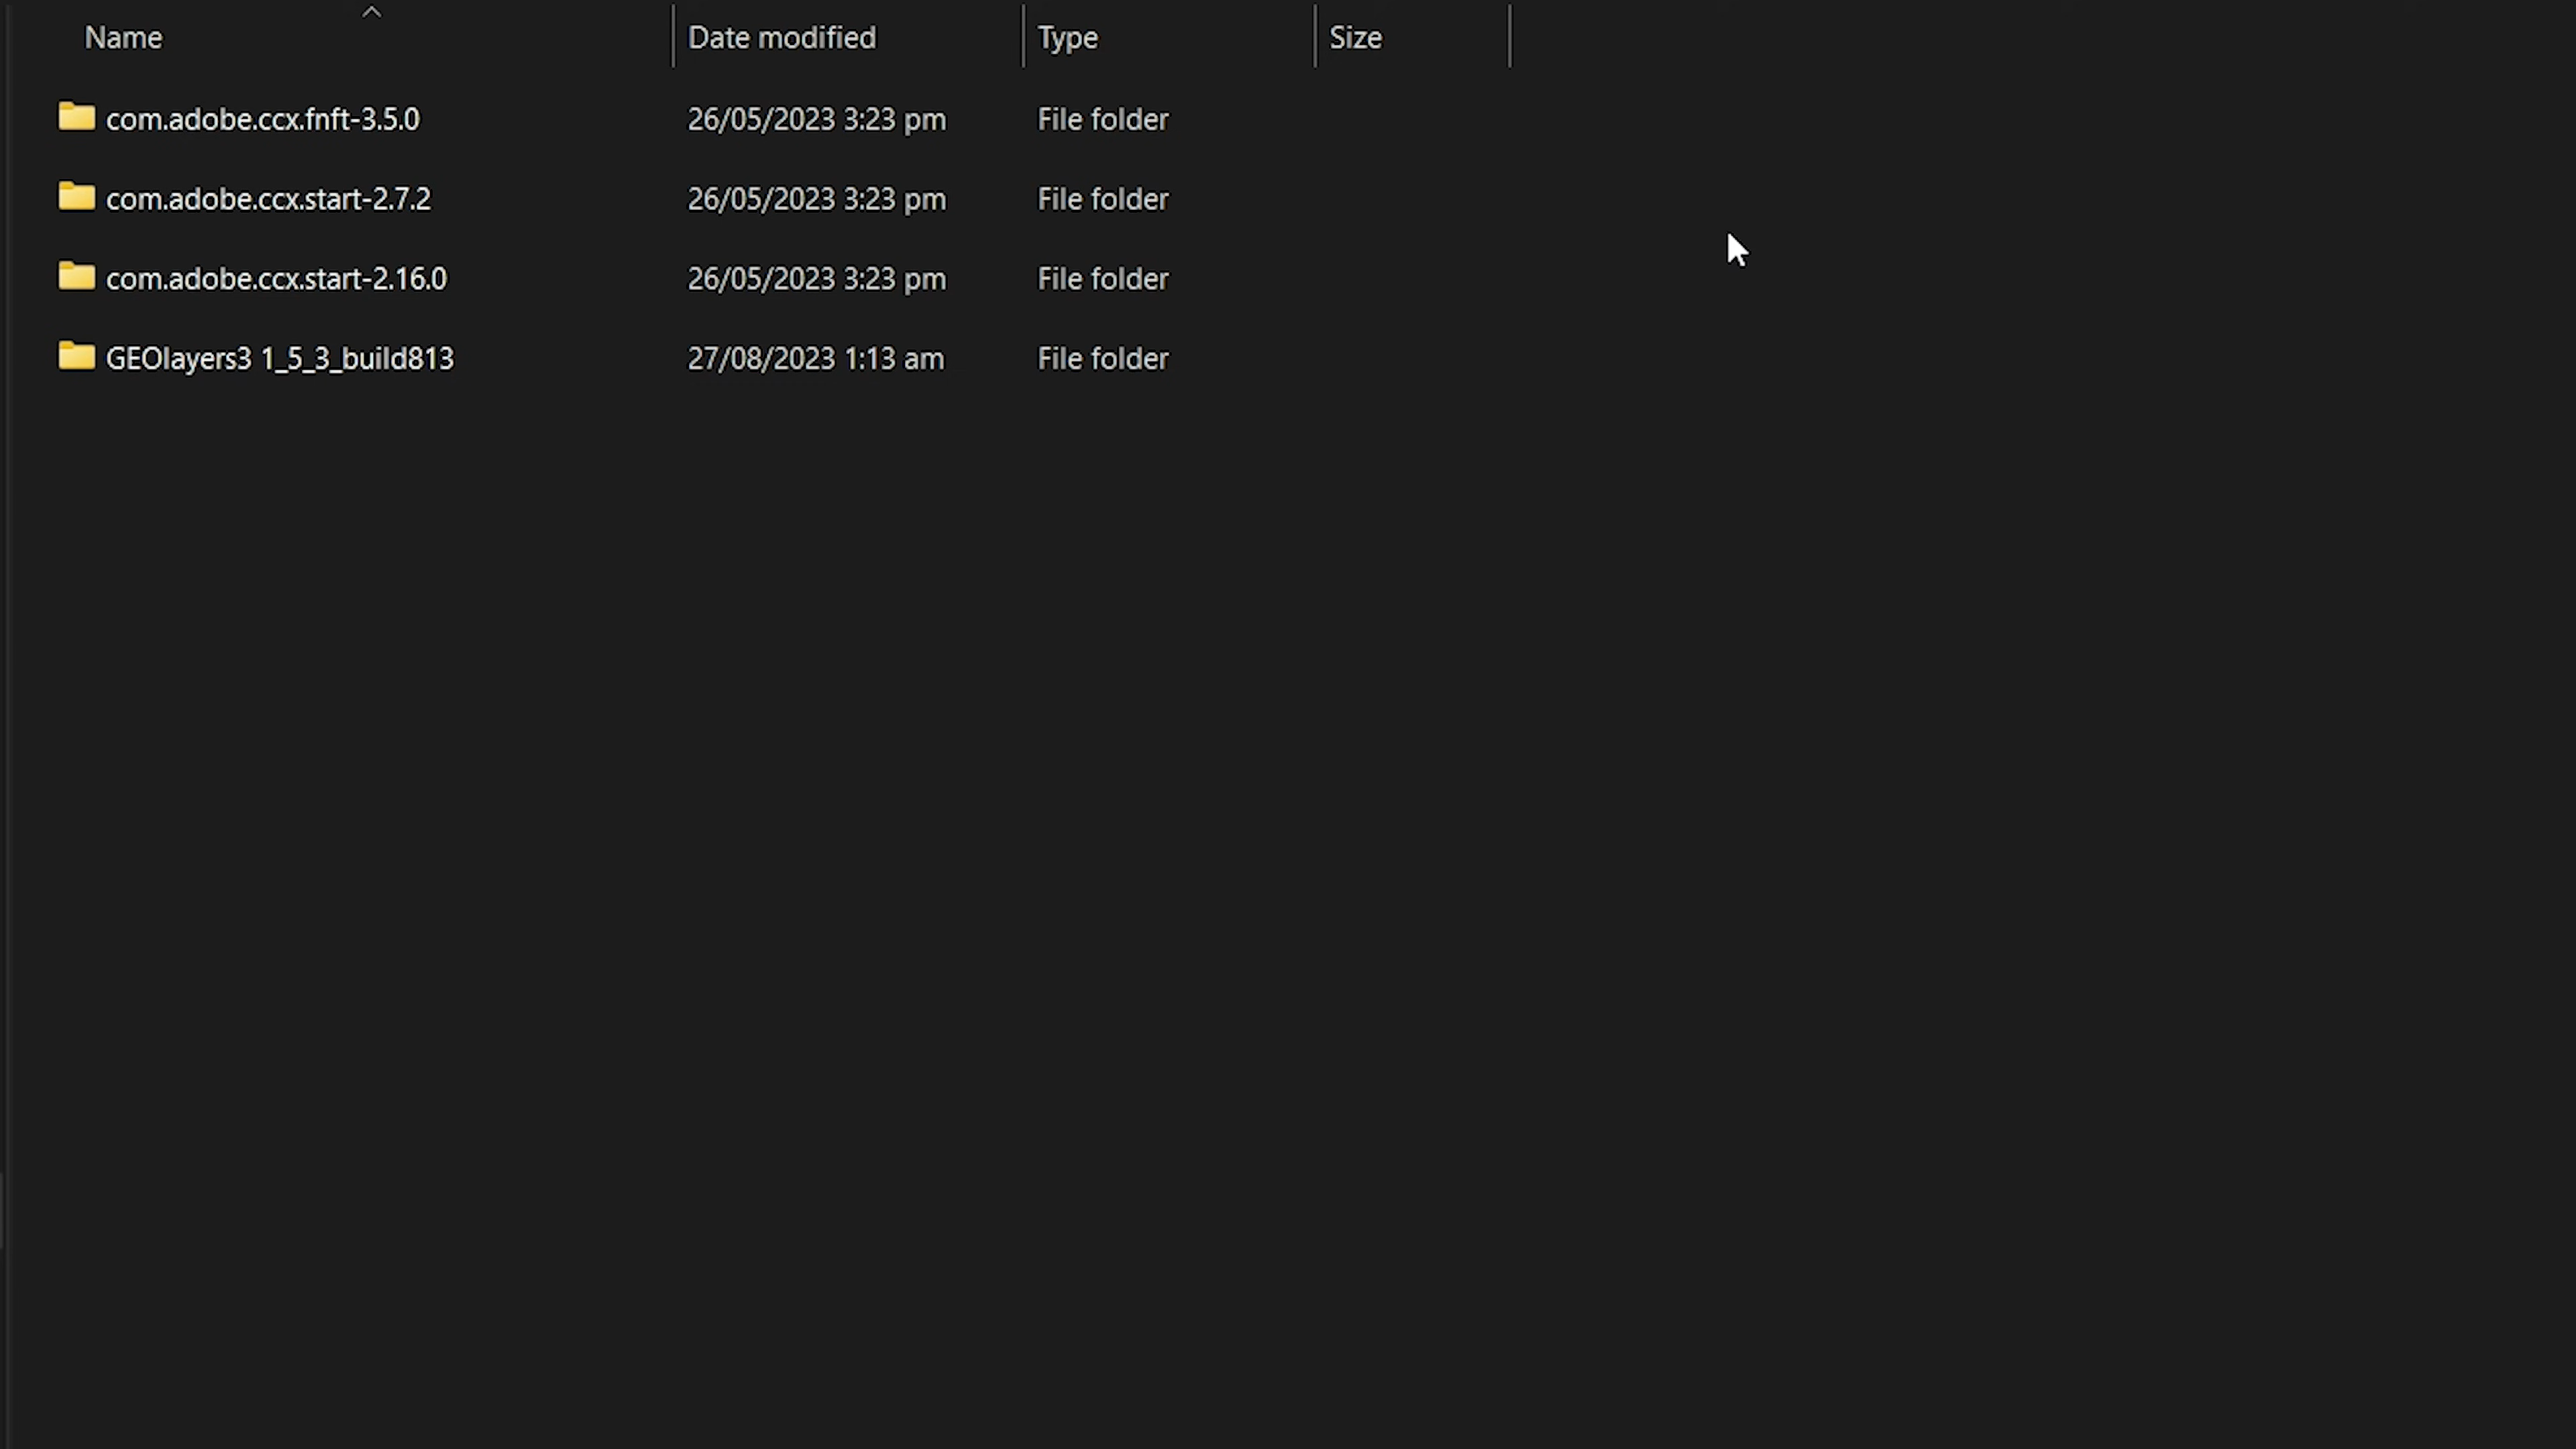 Name Date modified Type Size
com.adobe.ccx.fnft-3.5.0 26/05/2023 3:23 pm File folder
com.adobe.ccx.start-2.7.2 26/05/2023 3:23 pm File folder
com.adobe.ccx.start-2.16.0 26/05/2023 3:23 pm File folder
GEOlayers3 1_5_3_build813 27/08/2023 1:13 am File folder